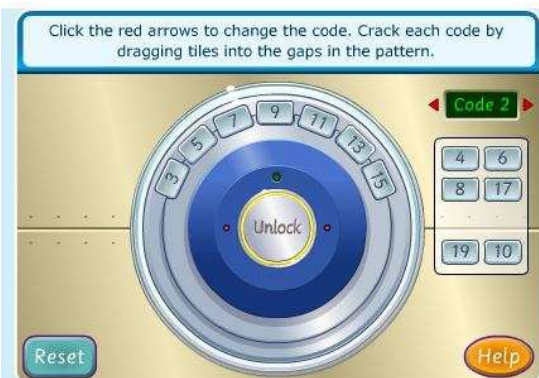 Click the red arrows to change the code. Crack each code by
dragging tiles into the gaps in the pattern.
Code 2
3 5 7 9 11 13 15
4 6
8 17
Unlock
19 10
Reset
Help